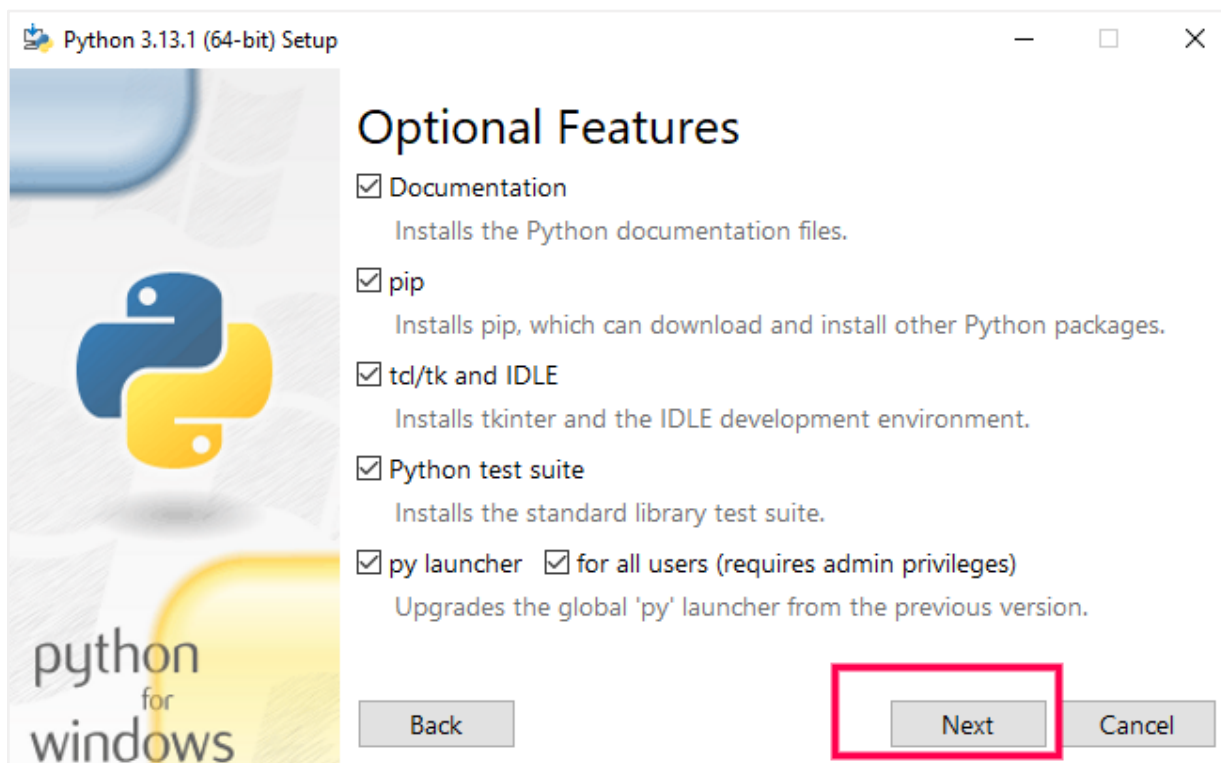 Python 3.13.1 (64-bit) Setup
Optional Features
Documentation
Installs the Python documentation files.
pip
Installs pip, which can download and install other Python packages.
tcl/tk and IDLE
Installs tkinter and the IDLE development environment.
Python test suite
Installs the standard library test suite.
py launcher for all users (requires admin privileges)
Upgrades the global 'py' launcher from the previous version.
python
for
windows
Back Next Cancel